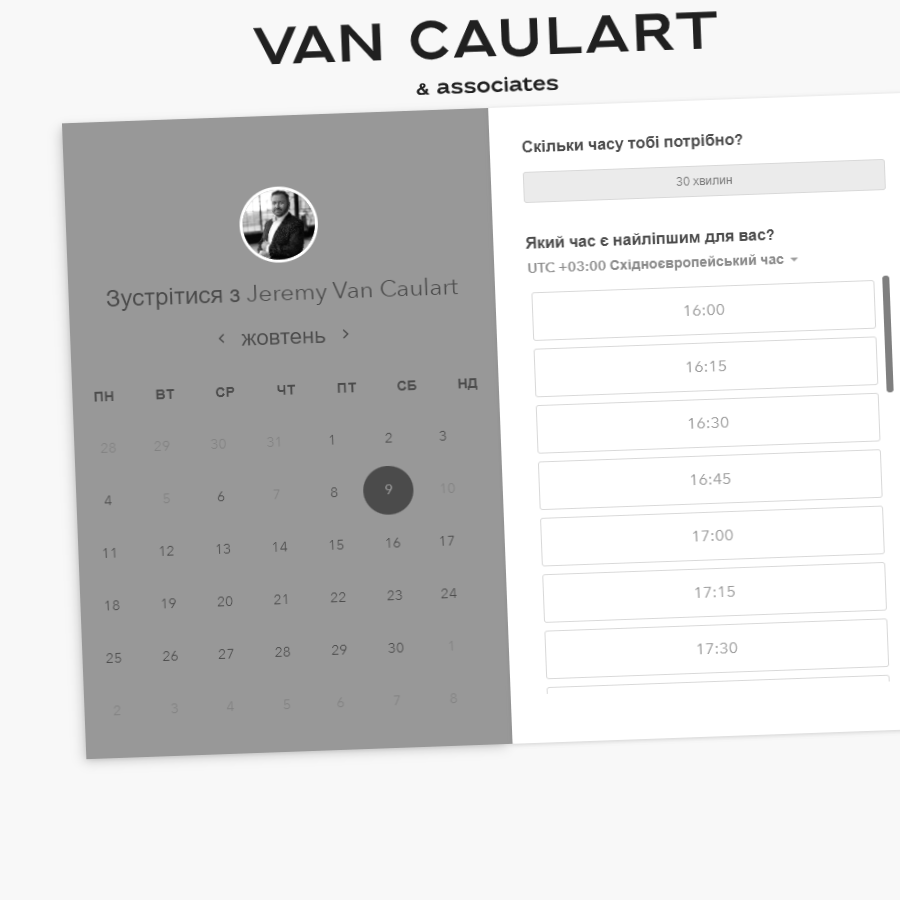 VAN CAULART
& associates
Зустрітися з Jeremy Van Caulart
жовтень
ПН ВТ СР ЧТ ПТ СБ НД
28 29 30 31 1 2 3
4 5 6 7 8 9 10
11 12 13 14 15 16 17
18 19 20 21 22 23 24
25 26 27 28 29 30 1
2 3 4 5 6 7 8
Скільки часу тобі потрібно?
30 хвилин
Який час є найліпшим для вас?
UTC +03:00 Східноєвропейський час
16:00
16:15
16:30
16:45
17:00
17:15
17:30